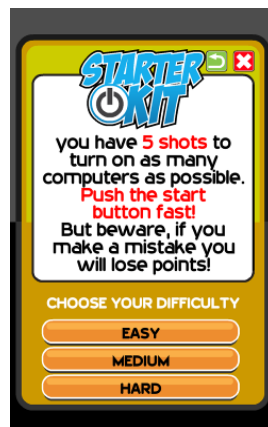 STARTER
KIT
you have 5 shots to
turn on as many
computers as possible.
Push the start
button fast!
But beware, if you
make a mistake you
will lose points!
CHOOSE YOUR DIFFICULTY
EASY
MEDIUM
HARD